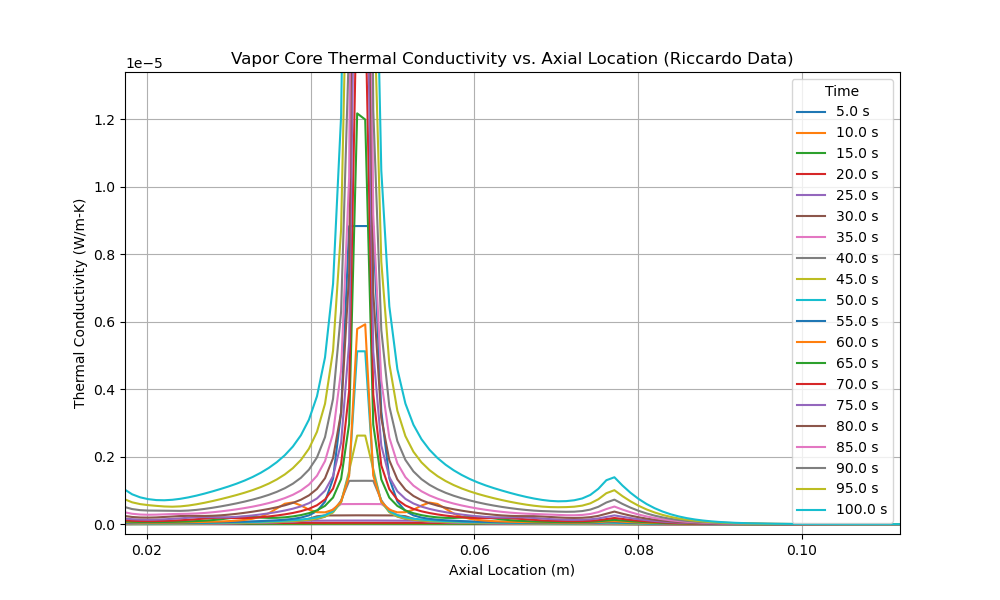 Vapor Core Thermal Conductivity vs. Axial Location (Riccardo Data)
1e−5
Time
5.0 s
10.0 s
15.0 s
20.0 s
25.0 s
30.0 s
35.0 s
40.0 s
45.0 s
50.0 s
55.0 s
60.0 s
65.0 s
70.0 s
75.0 s
80.0 s
85.0 s
90.0 s
95.0 s
100.0 s
Thermal Conductivity (W/m-K)
1.2
1.0
0.8
0.6
0.4
0.2
0.0
0.02
0.04
0.06
0.08
0.10
Axial Location (m)